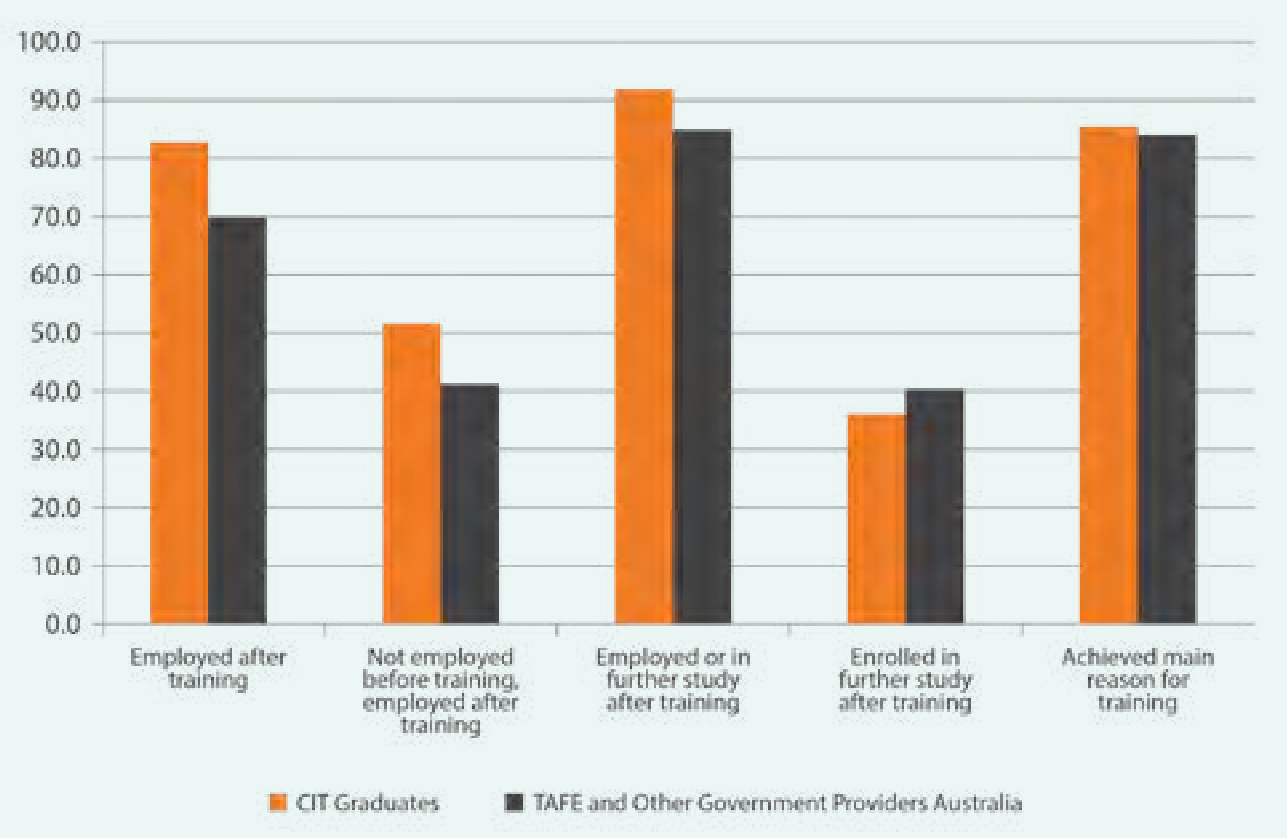 100.0
90.0
80.0
70.0
60.0
50.0
40.0
30.0
20.0
10.0
0.0
Employed after
training
Not employed
before training,
employed after
training
Employed or in
further study
after training
Enrolled in
further study
after training
Achieved main
reason for
training
CIT Graduates
TAFE and Other Government Providers Australia